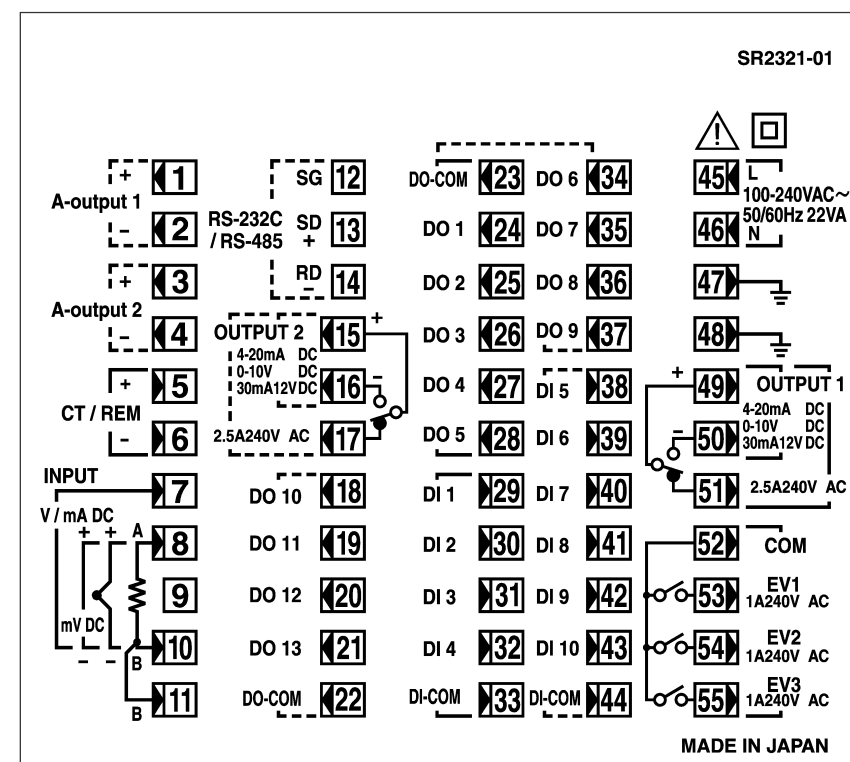 SR2321-01
+ 1 SG 12 DO-COM 23 DO 6 34 45 L
A-output 1 100-240VAC～
- 2 RS-232C SD 13 DO 1 24 DO 7 35 46 N 50/60Hz 22VA
/ RS-485 +
+ 3 RD 14 DO 2 25 DO 8 36 47
A-output 2 -
- 4 OUTPUT 2 15 + DO 3 26 DO 9 37 48
4-20mA DC
0-10V DC
+ 5 30mA12V DC 16 - DO 4 27 DI 5 38 + 49 OUTPUT 1
CT / REM 4-20mA DC
0-10V DC
- 6 2.5A240V AC 17 DO 5 28 DI 6 39 - 50 30mA12V DC
INPUT 7 DO 10 18 DI 1 29 DI 7 40 51 2.5A240V AC
V / mA DC
+ + A 8 DO 11 19 DI 2 30 DI 8 41 52 COM
9 DO 12 20 DI 3 31 DI 9 42 53 EV1
1A240V AC
mV DC
- - B 10 DO 13 21 DI 4 32 DI 10 43 54 EV2
1A240V AC
B 11 DO-COM 22 DI-COM 33 DI-COM 44 55 EV3
1A240V AC
MADE IN JAPAN